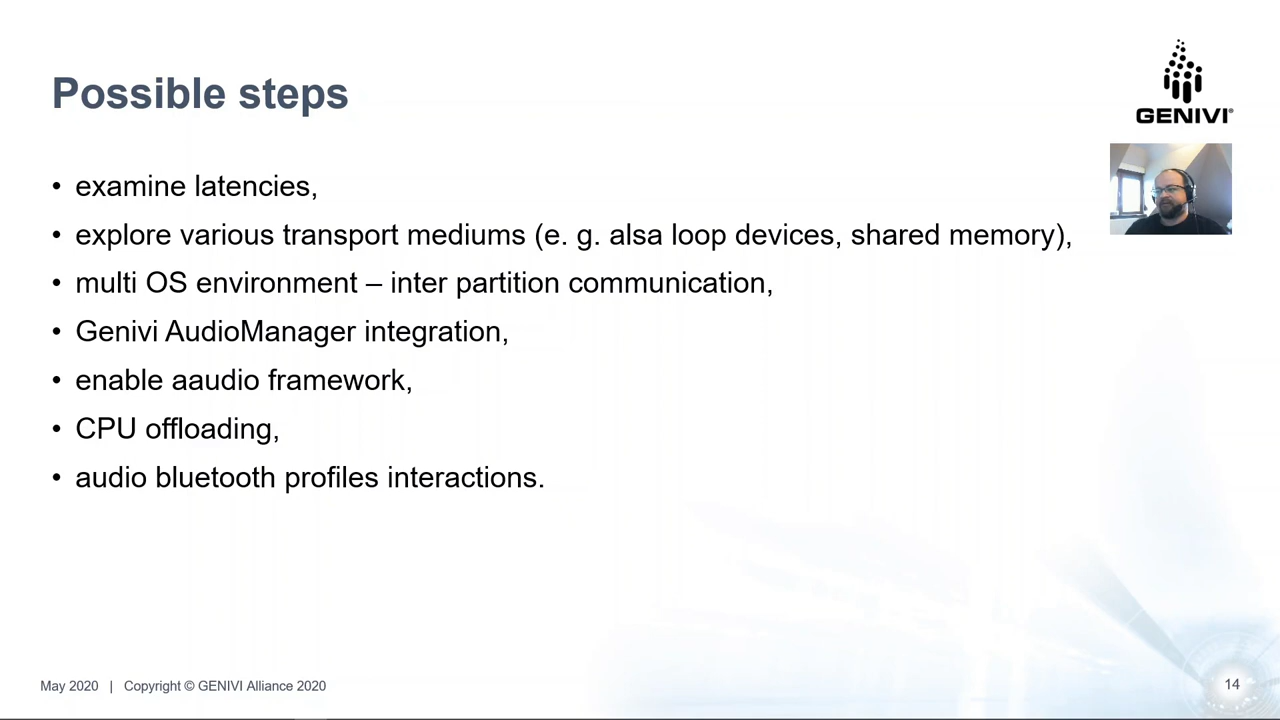 Possible steps
GENIVI®
• examine latencies,
• explore various transport mediums (e. g. alsa loop devices, shared memory),
• multi OS environment – inter partition communication,
• Genivi AudioManager integration,
• enable aaudio framework,
• CPU offloading,
• audio bluetooth profiles interactions.
May 2020 | Copyright © GENIVI Alliance 2020
14